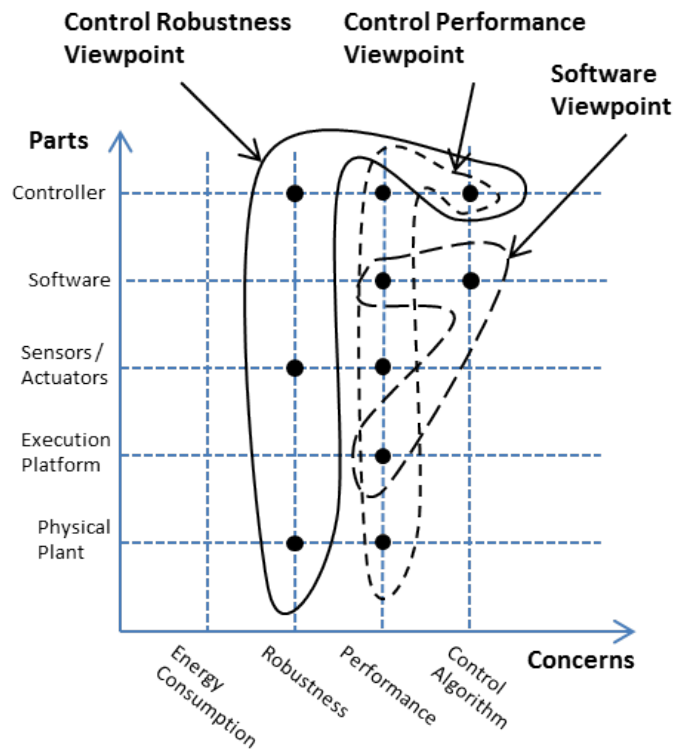 Control Robustness
Viewpoint
Control Performance
Viewpoint
Software
Viewpoint
Parts
Controller
Software
Sensors/
Actuators
Execution
Platform
Physical
Plant
Energy
Consumption
Robustness
Performance
Control
Algorithm
Concerns